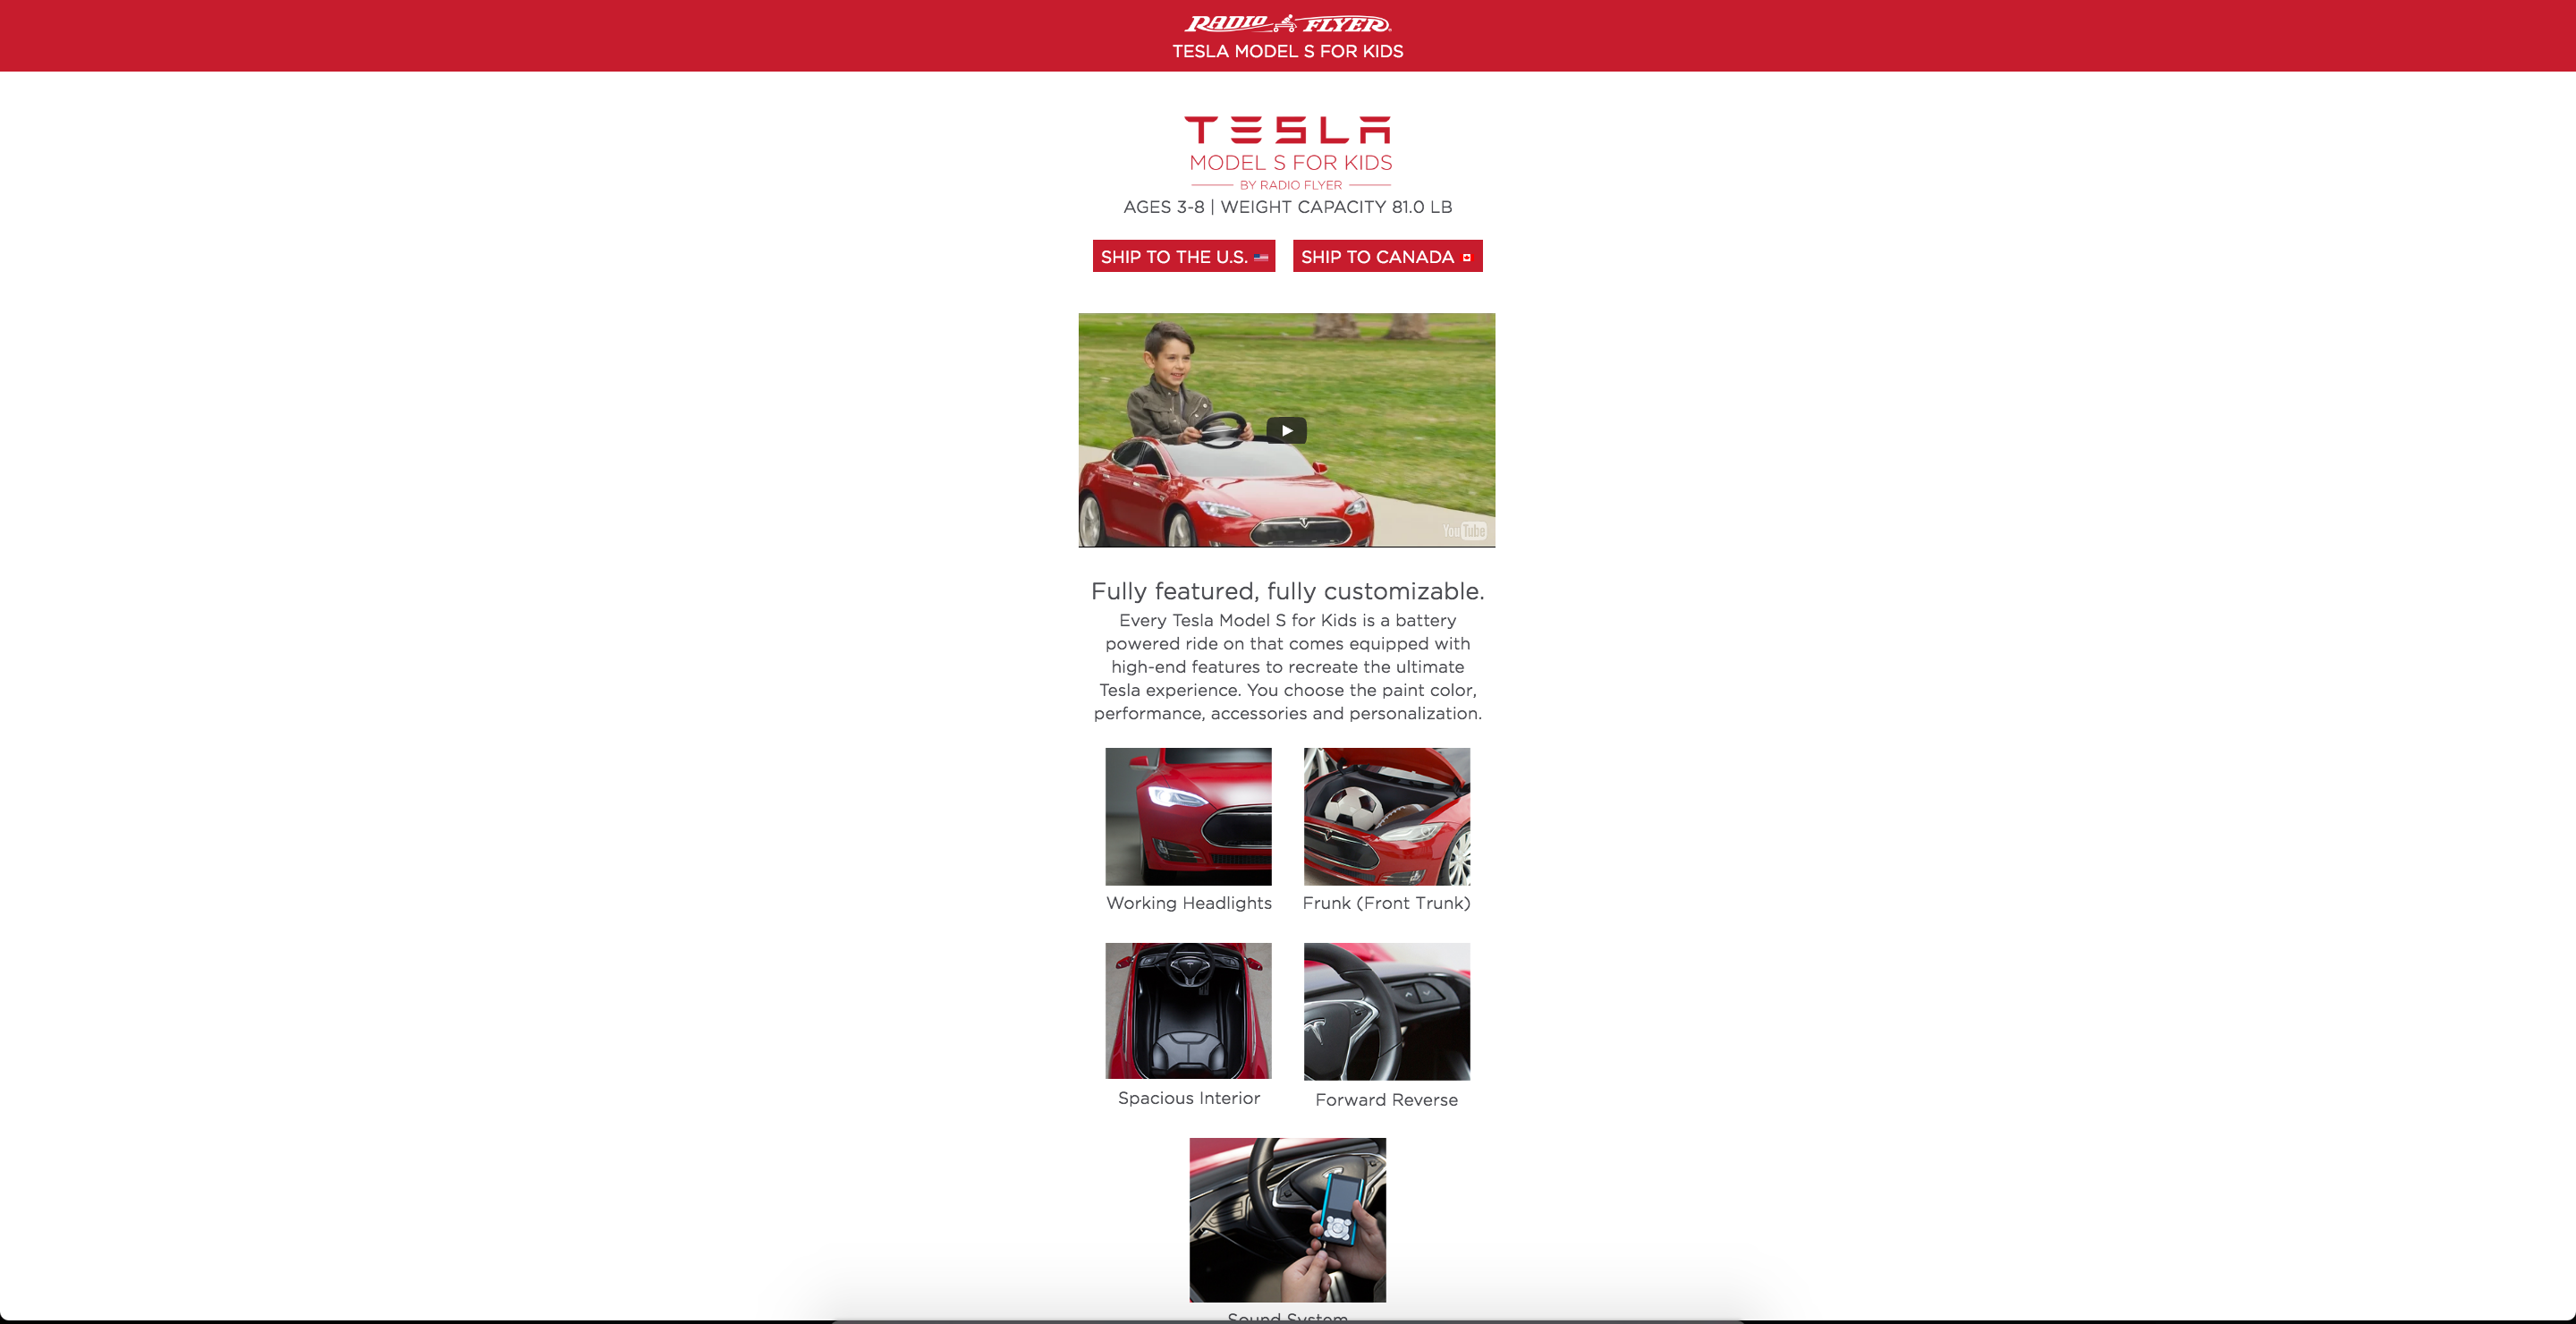 RADIO FLYER
TESLA MODEL S FOR KIDS
TESLA
MODEL S FOR KIDS
BY RADIO FLYER
AGES 3-8 | WEIGHT CAPACITY 81.0 LB
SHIP TO THE U.S.
SHIP TO CANADA
YouTube
Fully featured, fully customizable.
Every Tesla Model S for Kids is a battery
powered ride on that comes equipped with
high-end features to recreate the ultimate
Tesla experience. You choose the paint color,
performance, accessories and personalization.
Working Headlights
Frunk (Front Trunk)
Spacious Interior
Forward Reverse
Sound System